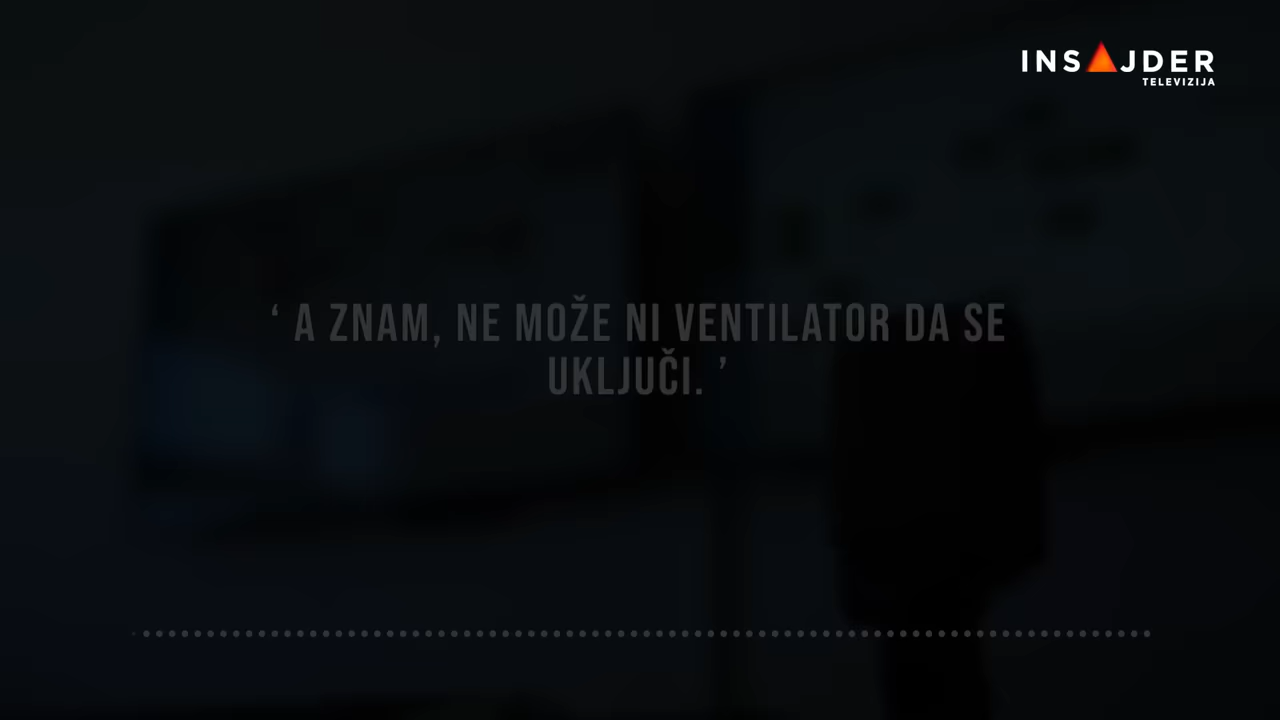 INSAJDER
TELEVIZIJA
‘ A ZNAM, NE MOŽE NI VENTILATOR DA SE
UKLJUČI. ’